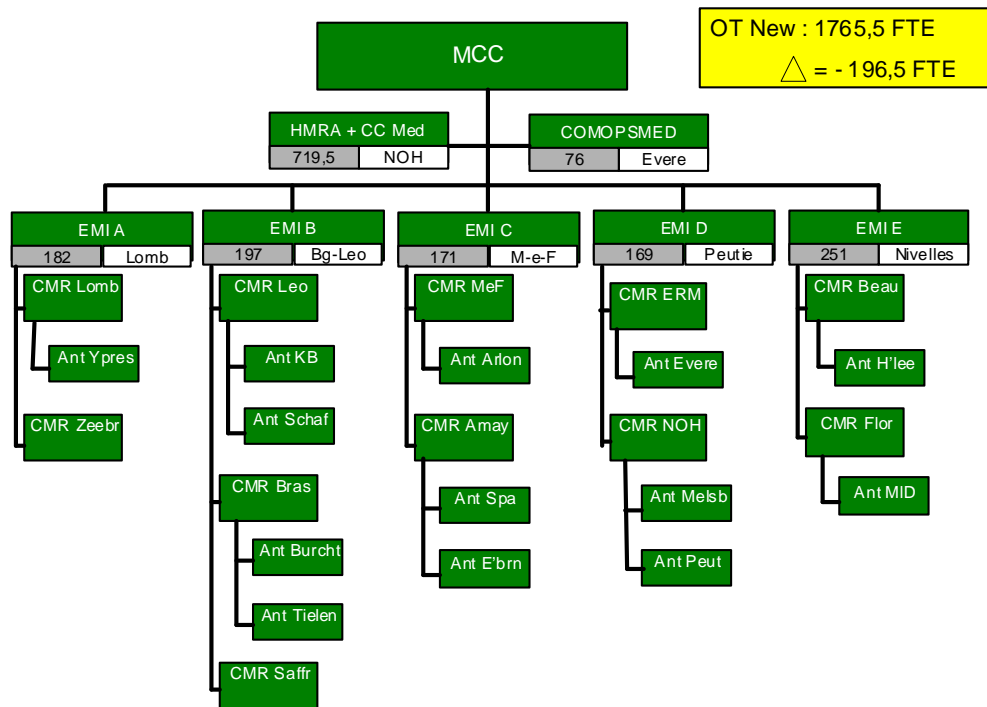 OT New : 1765,5 FTE
△ = - 196,5 FTE
MCC
HMRA + CC Med
719,5 NOH
COMOPSMED
76 Evere
EMI A
182 Lomb
CMR Lomb
Ant Ypres
CMR Zeebr
EMI B
197 Bg-Leo
CMR Leo
Ant KB
Ant Schaf
CMR Bras
Ant Burcht
Ant Tielen
CMR Saffr
EMI C
171 M-e-F
CMR MeF
Ant Arlon
CMR Amay
Ant Spa
Ant E'brn
EMI D
169 Peutie
CMR ERM
Ant Evere
CMR NOH
Ant Melsb
Ant Peut
EMI E
251 Nivelles
CMR Beau
Ant H'lee
CMR Flor
Ant MID